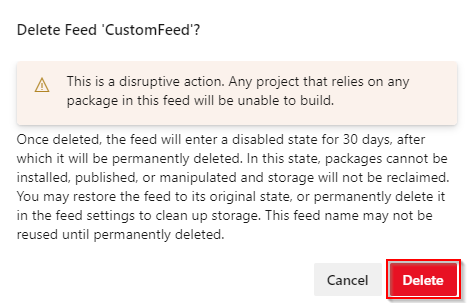 Delete Feed 'CustomFeed'?
This is a disruptive action. Any project that relies on any
package in this feed will be unable to build.
Once deleted, the feed will enter a disabled state for 30 days, after
which it will be permanently deleted. In this state, packages cannot be
installed, published, or manipulated and storage will not be reclaimed.
You may restore the feed to its original state, or permanently delete it
in the feed settings to clean up storage. This feed name may not be
reused until permanently deleted.
Cancel Delete